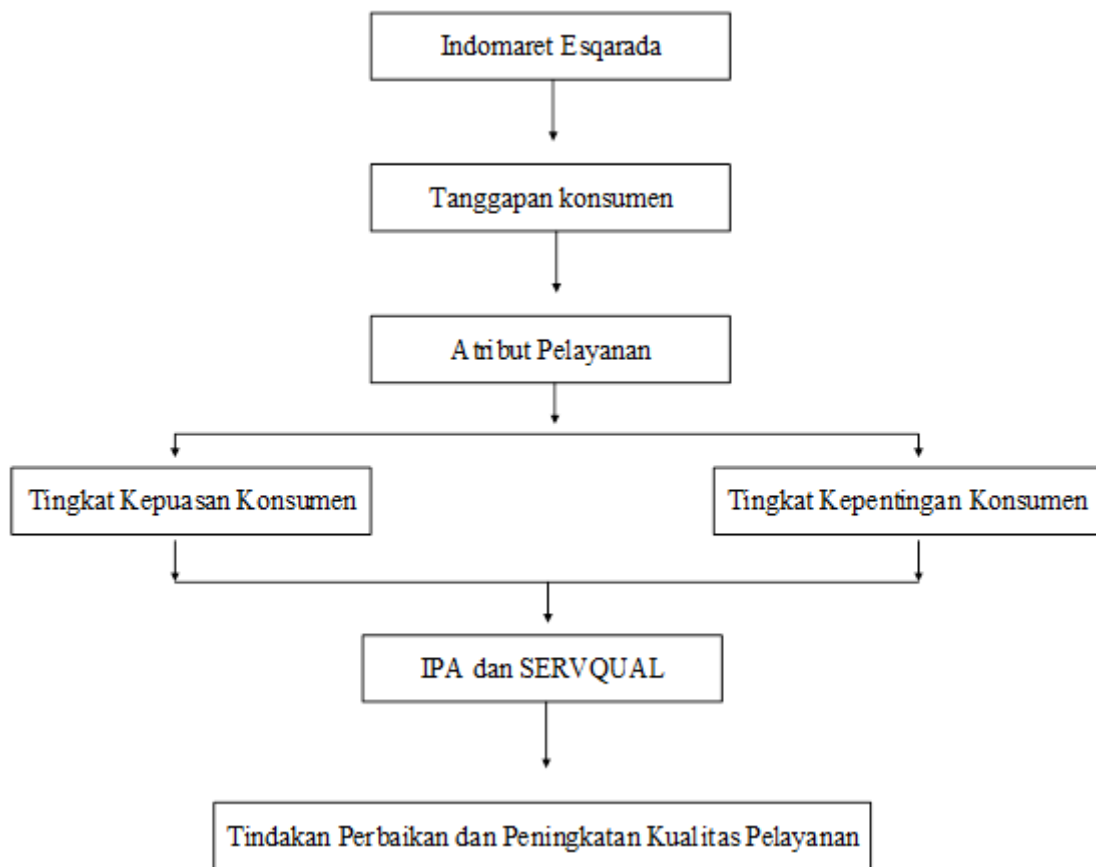 Indomaret Esqarada
Tanggapan konsumen
Atribut Pelayanan
Tingkat Kepuasan Konsumen
Tingkat Kepentingan Konsumen
IPA dan SERVQUAL
Tindakan Perbaikan dan Peningkatan Kualitas Pelayanan